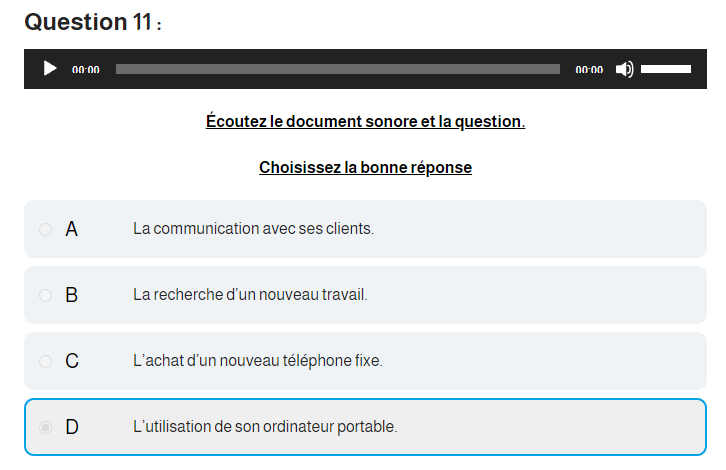 Question 11 :
00:00 00:00
Écoutez le document sonore et la question.
Choisissez la bonne réponse
A La communication avec ses clients.
B La recherche d’un nouveau travail.
C L’achat d’un nouveau téléphone fixe.
D L’utilisation de son ordinateur portable.